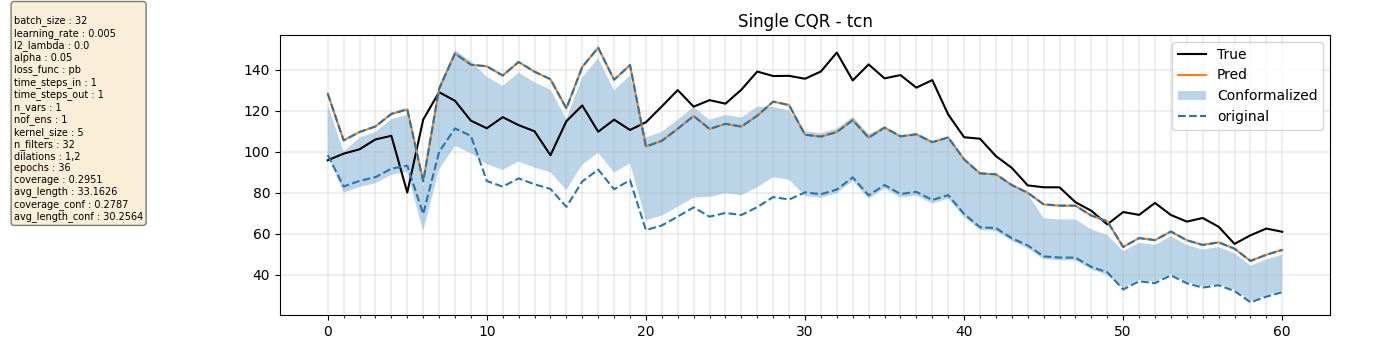 batch_size : 32
learning_rate : 0.005
l2_lambda : 0.0
alpha : 0.05
loss_func : pb
time_steps_in : 1
time_steps_out : 1
n_vars : 1
nof_ens : 1
kernel_size : 5
n_filters : 32
dilations : 1,2
epochs : 36
coverage : 0.2951
avg_length : 33.1626
coverage_conf : 0.2787
avg_length_conf : 30.2564
Single CQR - tcn
140
120
100
80
60
40
0 10 20 30 40 50 60
True
Pred
Conformalized
original